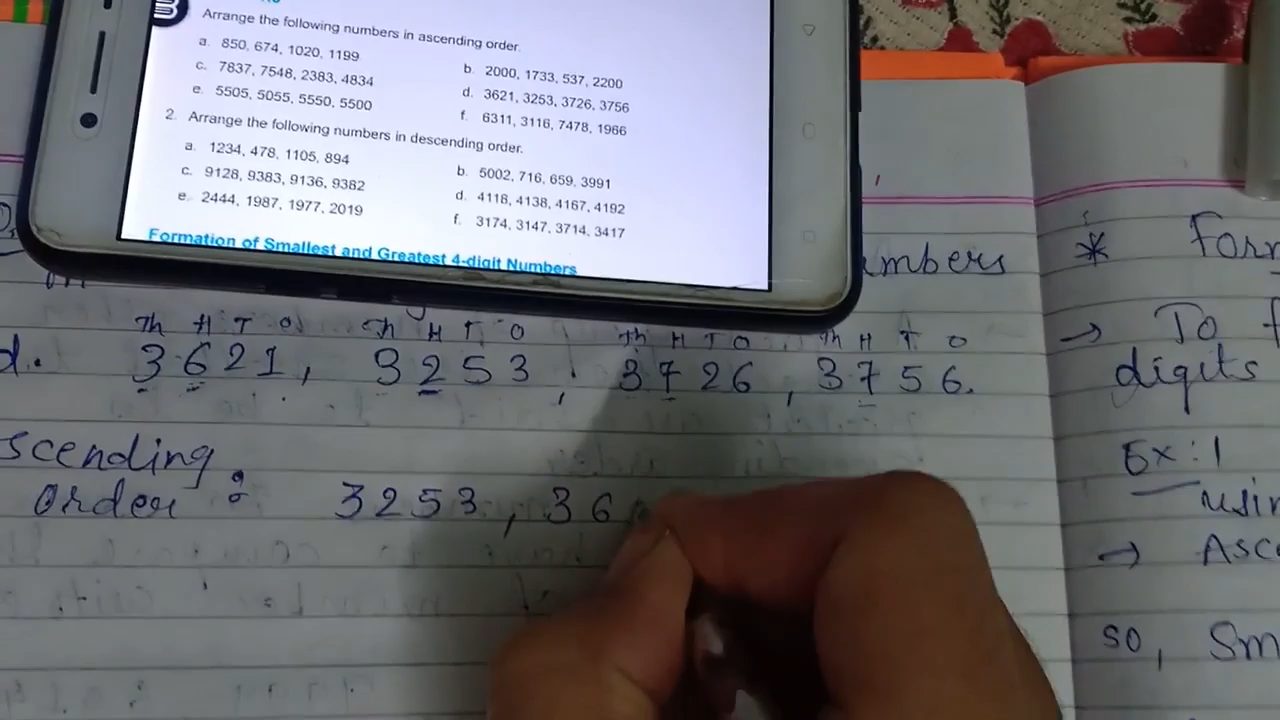 Arrange the following numbers in ascending order.
a. 850, 674, 1020, 1199
b. 2000, 1733, 537, 2200
c. 7837, 7548, 2383, 4834
d. 3621, 3253, 3726, 3756
e. 5505, 5055, 5550, 5500
f. 6311, 3116, 7478, 1966
2. Arrange the following numbers in descending order.
a. 1234, 478, 1105, 894
b. 5002, 716, 659, 3991
c. 9128, 9383, 9136, 9382
d. 4118, 4138, 4167, 4192
e. 2444, 1987, 1977, 2019
f. 3174, 3147, 3714, 3417
Formation of Smallest and Greatest 4-digit Numbers
mbers
Th H T O Th H T O Th H T O Th H T O
d. 3621, 3253, 3726, 3756.
scending
order : 3253, 36
* Form
→ To f
digits
Ex:1
usin
→ Asce
so, Sm